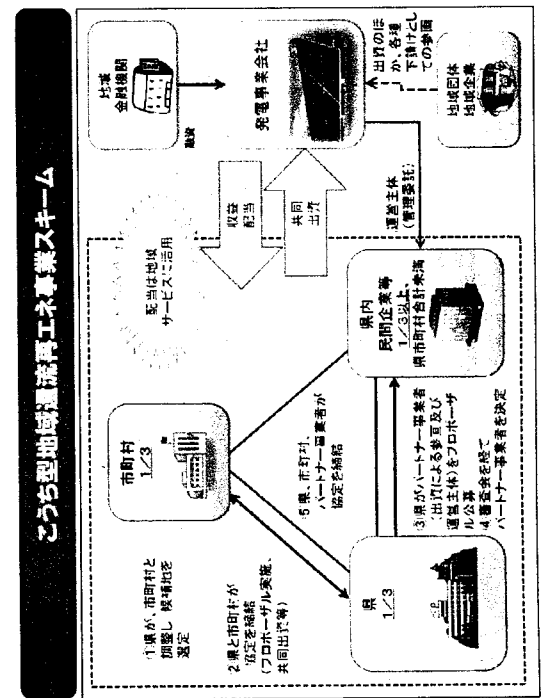 こうち型地域還流再エネ事業スキーム
①県が、市町村と
調整し候補地を
選定
2県と市町村が
協定を締結
(プロポーザル実施、
共同出資等)
市町村
1/3
5県、市町村、
パートナー事業者が
協定を締結
県
1/3
③県がパートナー事業者
(出資による参画及び
運営主体)をプロポーザ
ル公募
4審査会を経て
パートナー事業者を決定
県内
民間企業等
1/3以上、
県市町村合計未満
配当は地域
サービスに活用
収益
配当
共同
出資
運営主体
(管理委託)
地域
金融機関
融資
発電事業会社
出資のほ
か、各種
下請けとし
ての参画
地域団体
地域企業